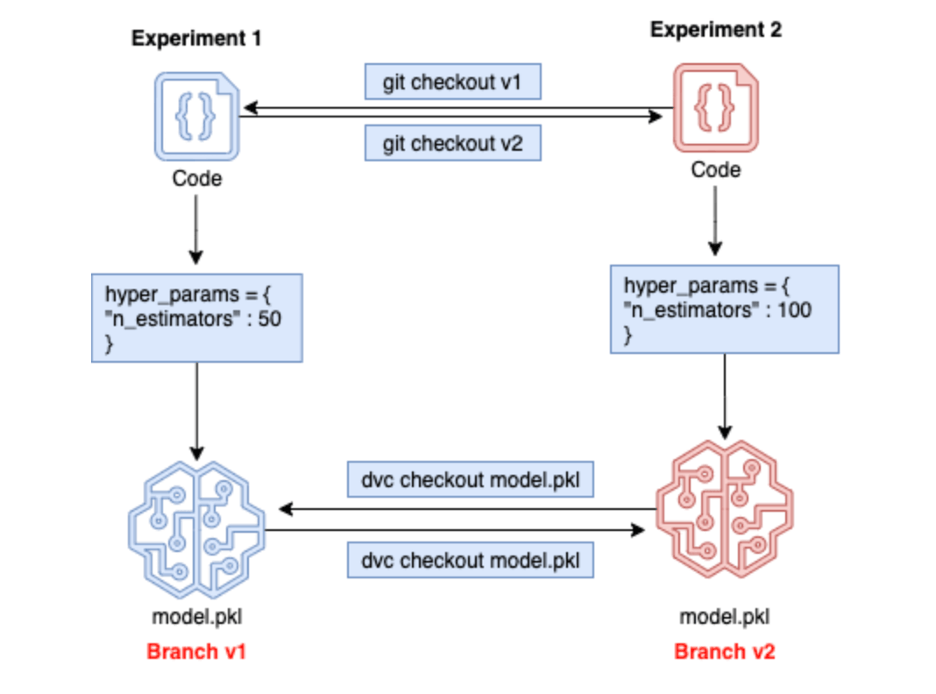 Experiment 1
Experiment 2
git checkout v1
git checkout v2
Code
Code
hyper_params = {
"n_estimators" : 50
}
hyper_params = {
"n_estimators" : 100
}
dvc checkout model.pkl
dvc checkout model.pkl
model.pkl
model.pkl
Branch v1
Branch v2